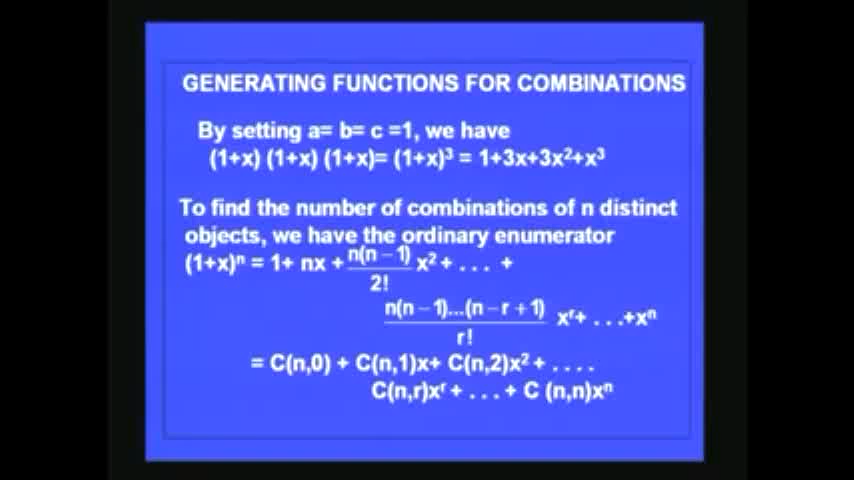 GENERATING FUNCTIONS FOR COMBINATIONS
By setting a= b= c =1, we have
(1+x) (1+x) (1+x)= (1+x)³ = 1+3x+3x²+x³
To find the number of combinations of n distinct
objects, we have the ordinary enumerator
(1+x)ⁿ = 1+ nx + n(n – 1)/2! x² + . . . +
n(n – 1)...(n – r + 1)/r! xʳ+ . . .+xⁿ
= C(n,0) + C(n,1)x+ C(n,2)x² + . . . .
C(n,r)xʳ + . . . + C (n,n)xⁿ